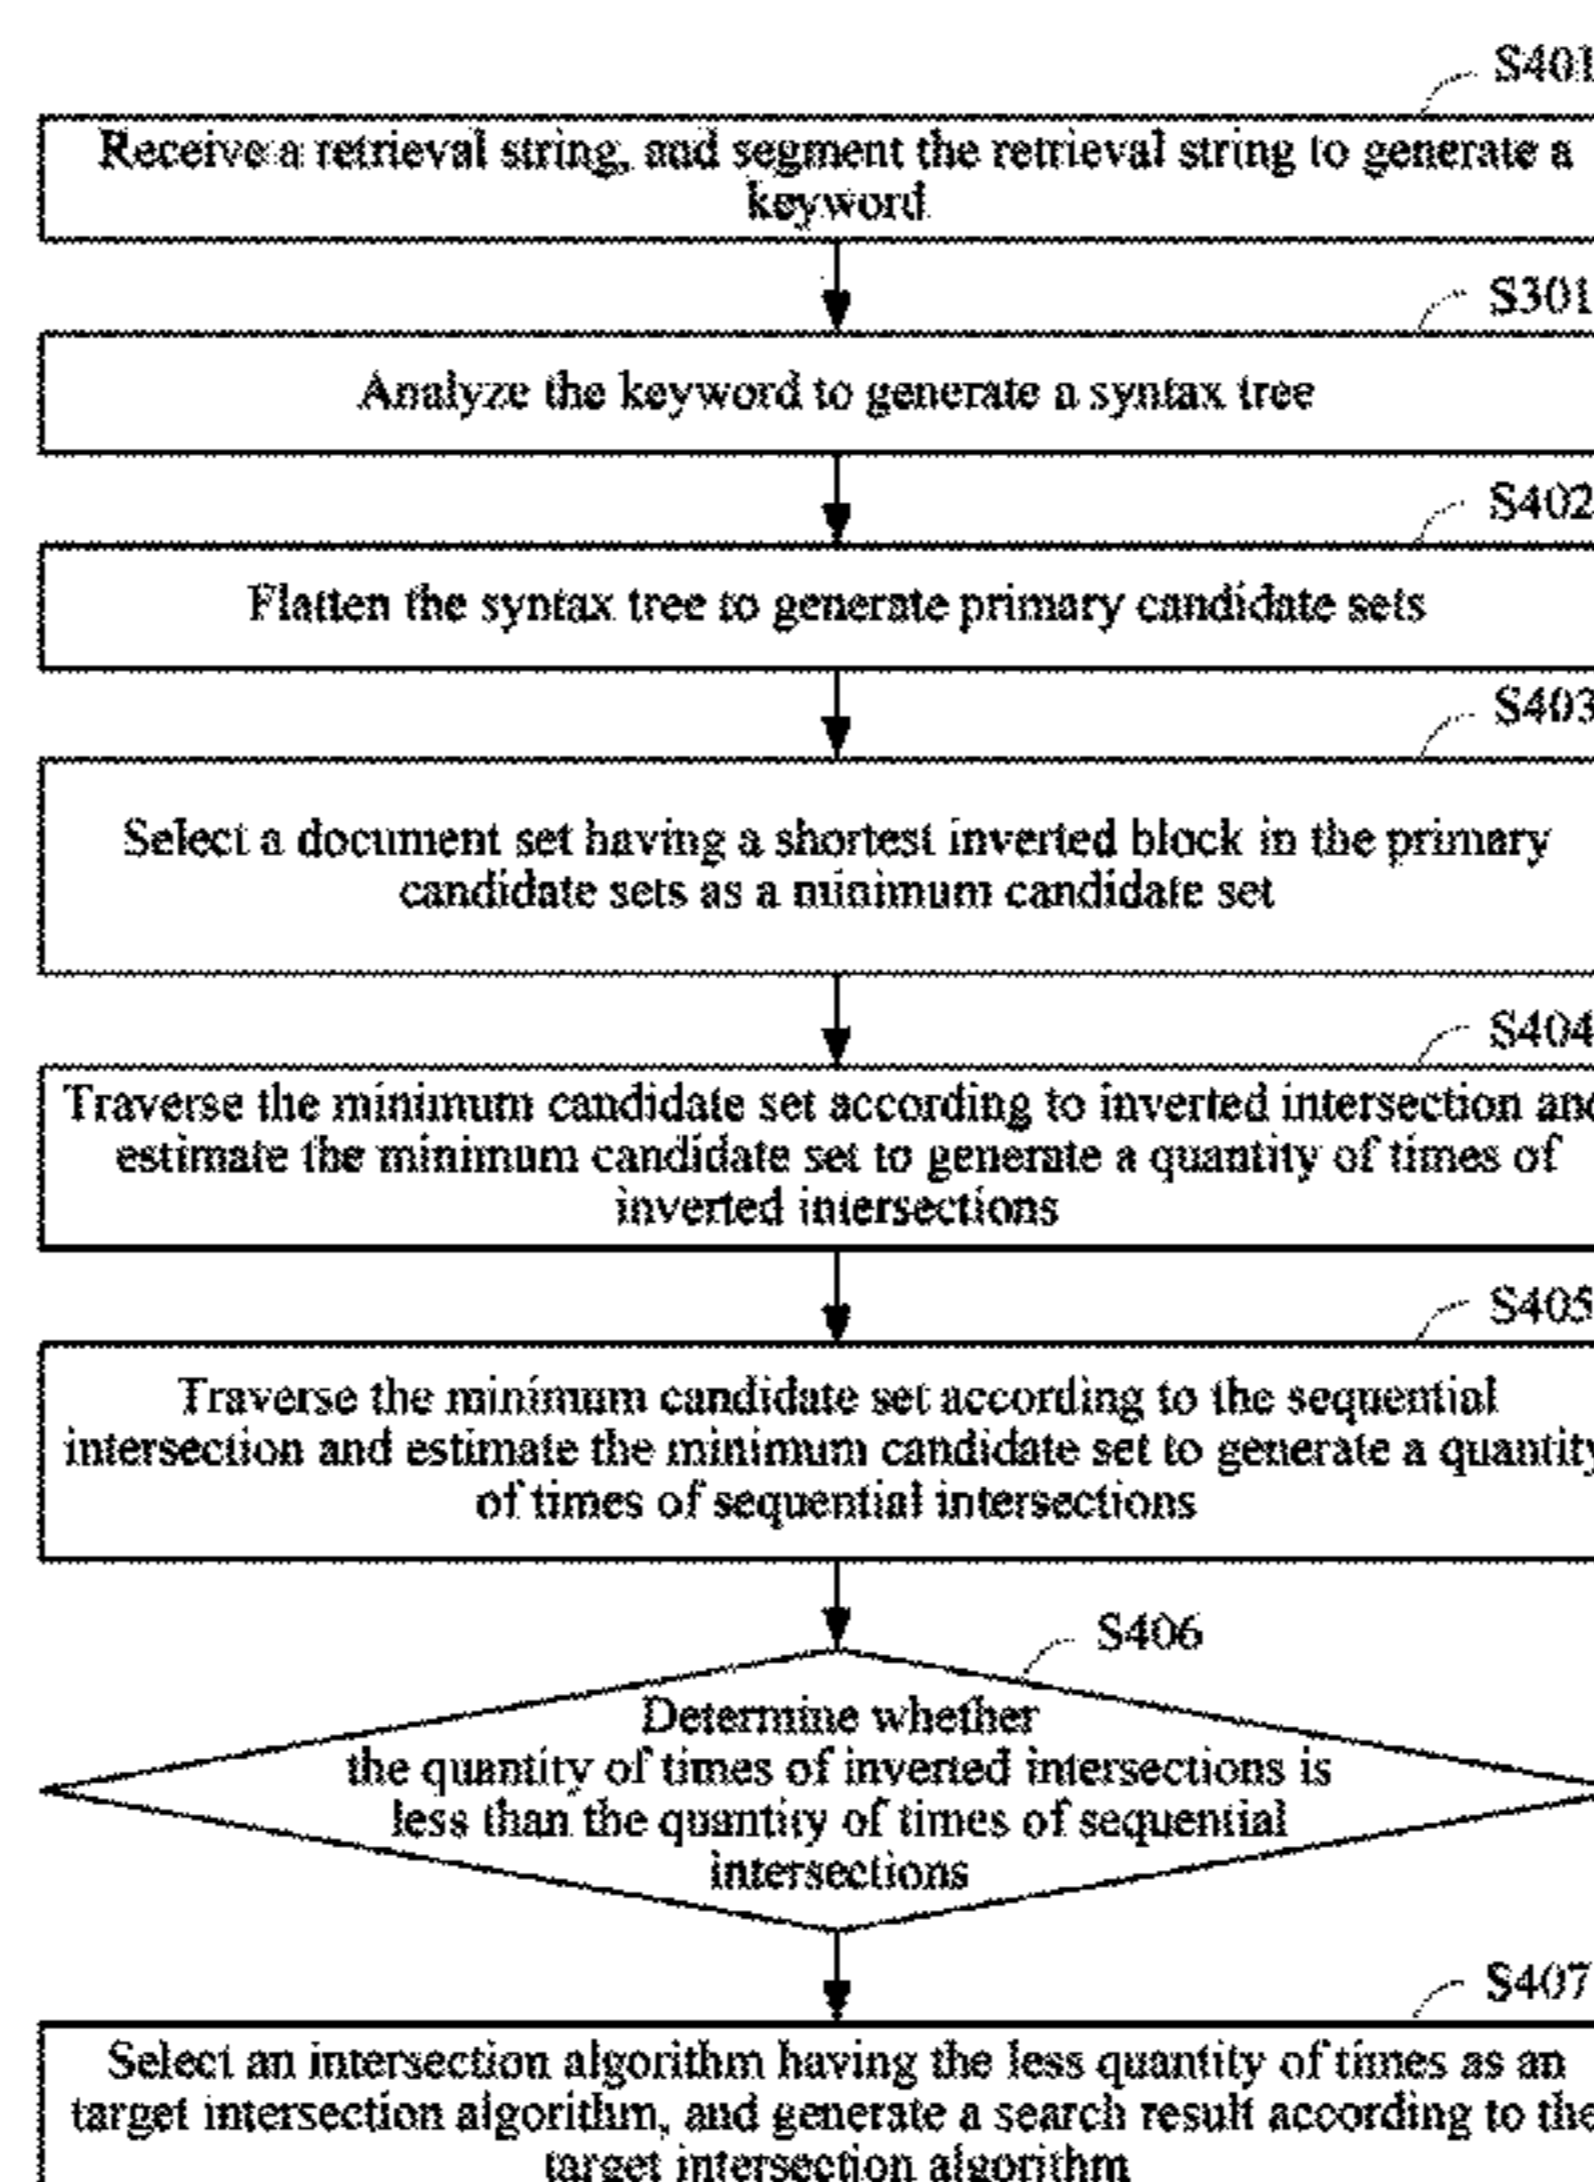 S401
Receive a retrieval string, and segment the retrieval string to generate a
keyword
S301
Analyze the keyword to generate a syntax tree
S402
Flatten the syntax tree to generate primary candidate sets
S403
Select a document set having a shortest inverted block in the primary
candidate sets as a minimum candidate set
S404
Traverse the minimum candidate set according to inverted intersection and
estimate the minimum candidate set to generate a quantity of times of
inverted intersections
S405
Traverse the minimum candidate set according to the sequential
intersection and estimate the minimum candidate set to generate a quantity
of times of sequential intersections
S406
Determine whether
the quantity of times of inverted intersections is
less than the quantity of times of sequential
intersections
S407
Select an intersection algorithm having the less quantity of times as an
target intersection algorithm, and generate a search result according to the
target intersection algorithm